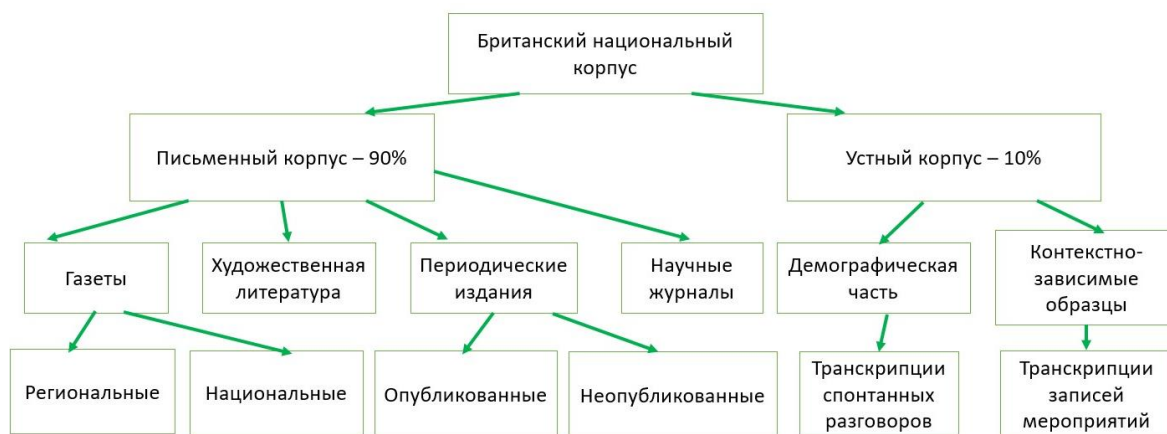 Британский национальный
корпус
Письменный корпус – 90%
Устный корпус – 10%
Газеты
Художественная
литература
Периодические
издания
Научные
журналы
Демографическая
часть
Контекстно-
зависимые
образцы
Региональные
Национальные
Опубликованные
Неопубликованные
Транскрипции
спонтанных
разговоров
Транскрипции
записей
мероприятий